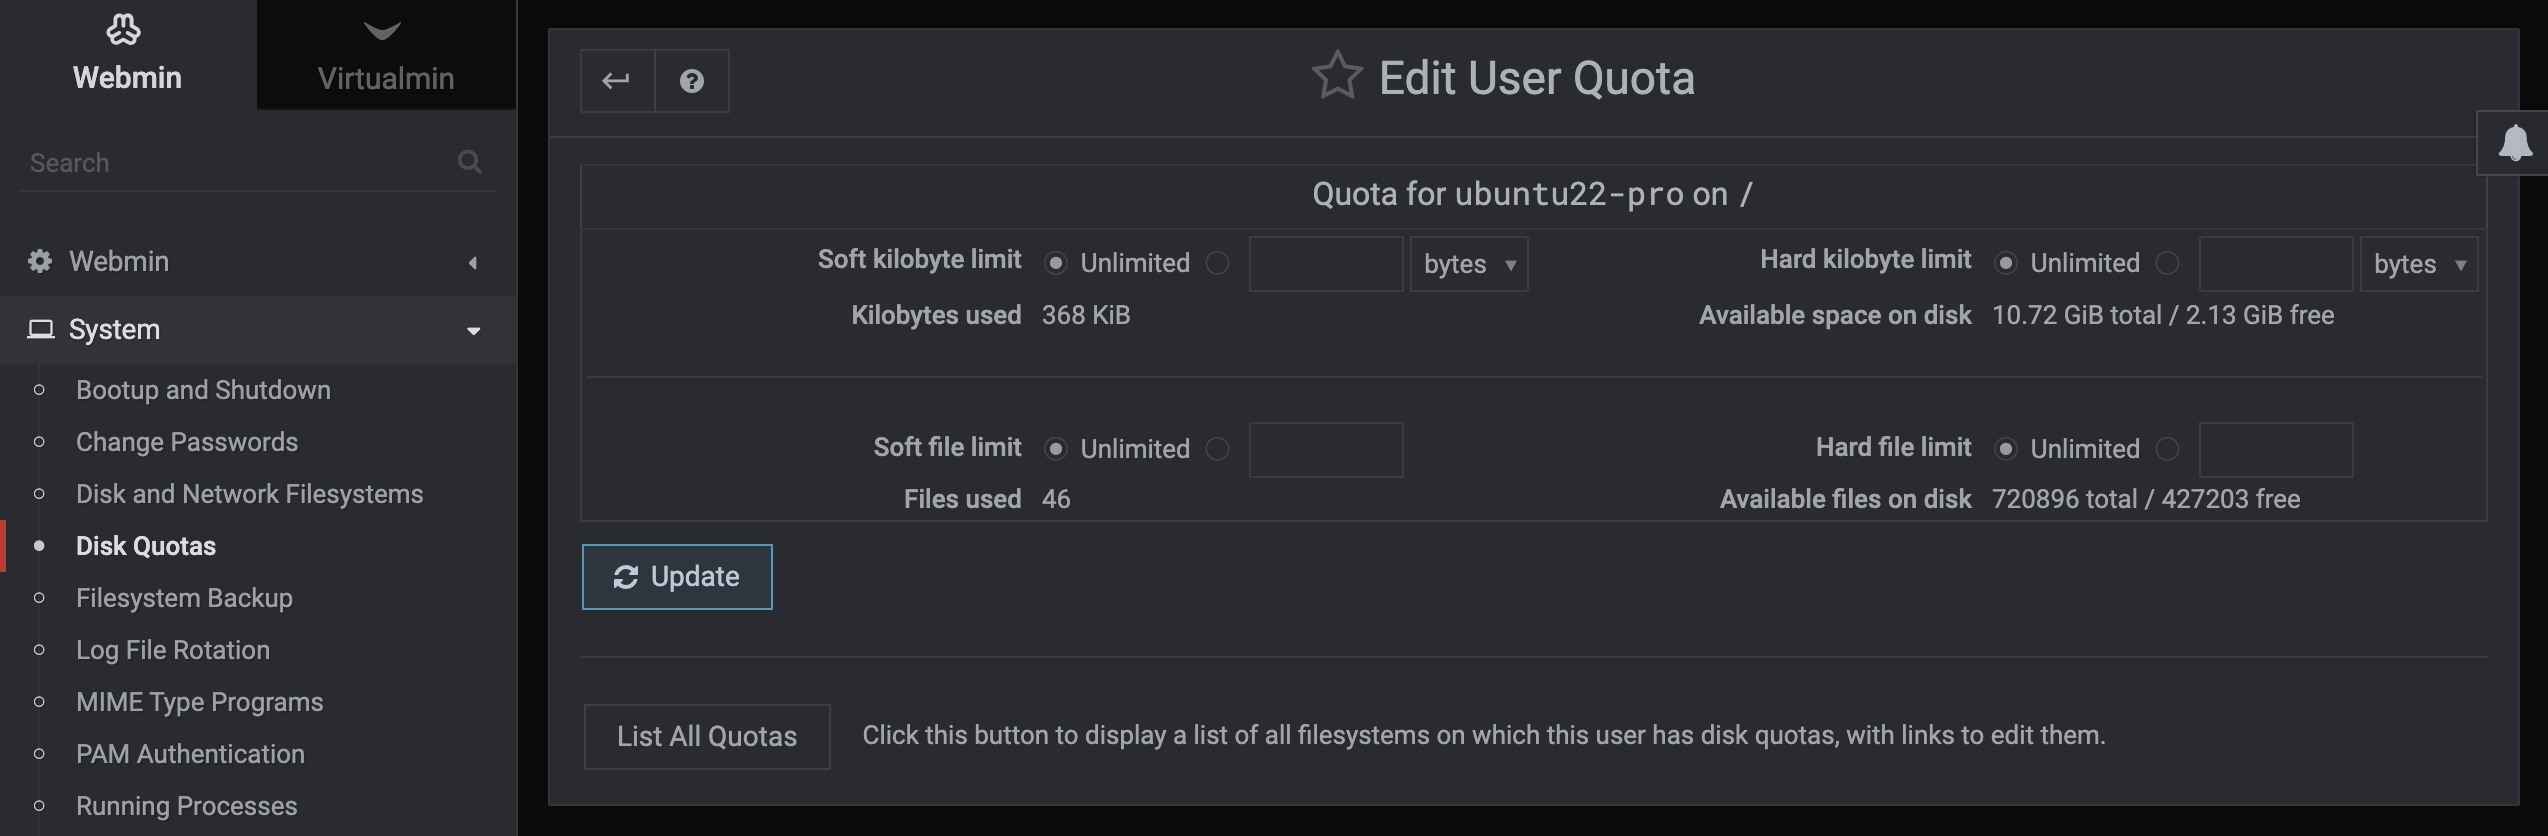 Webmin
Virtualmin
Search
Webmin
System
Bootup and Shutdown
Change Passwords
Disk and Network Filesystems
Disk Quotas
Filesystem Backup
Log File Rotation
MIME Type Programs
PAM Authentication
Running Processes
Edit User Quota
Quota for ubuntu22-pro on /
Soft kilobyte limit Unlimited bytes Hard kilobyte limit Unlimited bytes
Kilobytes used 368 KiB Available space on disk 10.72 GiB total / 2.13 GiB free
Soft file limit Unlimited Hard file limit Unlimited
Files used 46 Available files on disk 720896 total / 427203 free
Update
List All Quotas Click this button to display a list of all filesystems on which this user has disk quotas, with links to edit them.